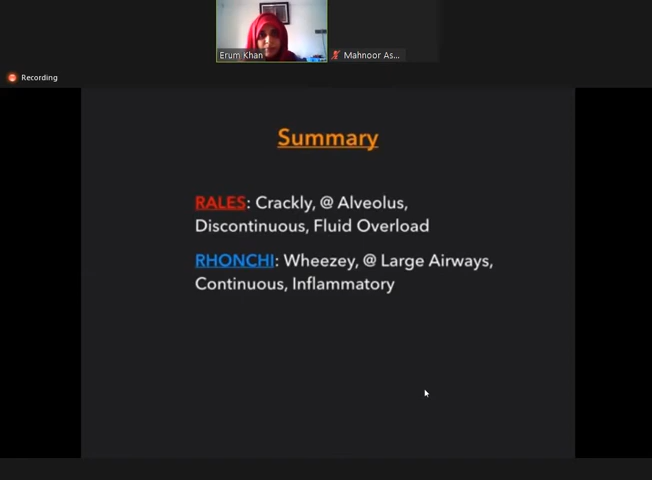 Erum Khan
Mahnoor As...
Recording
Summary
RALES: Crackly, @ Alveolus,
Discontinuous, Fluid Overload
RHONCHI: Wheezey, @ Large Airways,
Continuous, Inflammatory